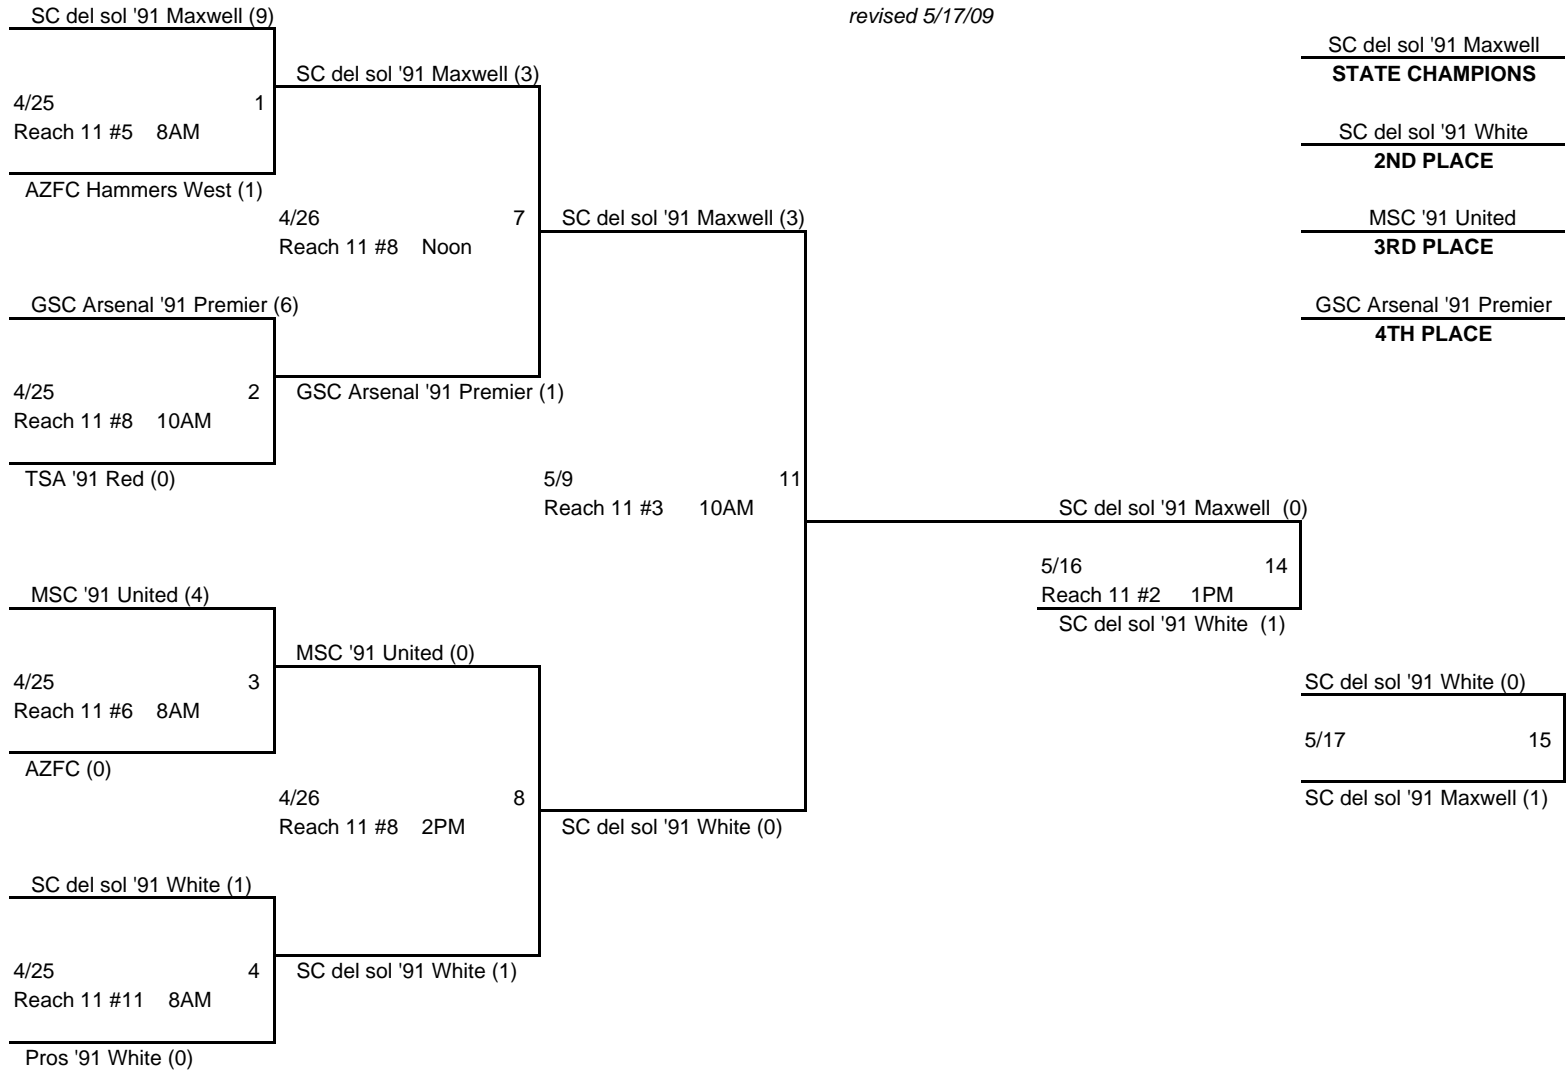 SC del sol '91 Maxwell (9)
revised 5/17/09
SC del sol '91 Maxwell
STATE CHAMPIONS
SC del sol '91 Maxwell (3)
4/25 1
Reach 11 #5 8AM
SC del sol '91 White
2ND PLACE
AZFC Hammers West (1)
4/26 7
Reach 11 #8 Noon
SC del sol '91 Maxwell (3)
MSC '91 United
3RD PLACE
GSC Arsenal '91 Premier (6)
GSC Arsenal '91 Premier
4TH PLACE
4/25 2
Reach 11 #8 10AM
GSC Arsenal '91 Premier (1)
TSA '91 Red (0)
5/9 11
Reach 11 #3 10AM
SC del sol '91 Maxwell (0)
5/16 14
Reach 11 #2 1PM
SC del sol '91 White (1)
MSC '91 United (4)
MSC '91 United (0)
4/25 3
Reach 11 #6 8AM
SC del sol '91 White (0)
5/17 15
SC del sol '91 Maxwell (1)
AZFC (0)
4/26 8
Reach 11 #8 2PM
SC del sol '91 White (0)
SC del sol '91 White (1)
4/25 4
Reach 11 #11 8AM
SC del sol '91 White (1)
Pros '91 White (0)